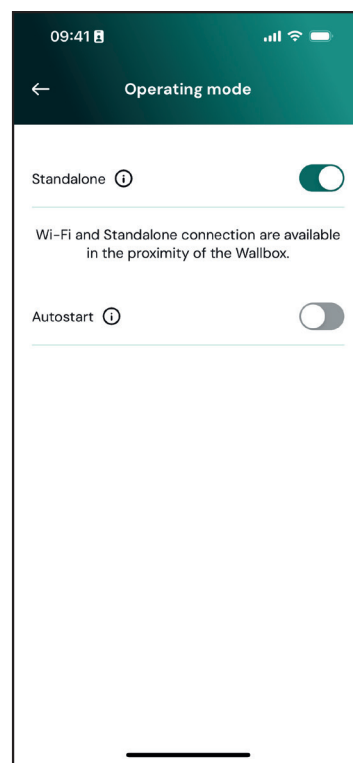 09:41
Operating mode
Standalone
Wi-Fi and Standalone connection are available
in the proximity of the Wallbox.
Autostart